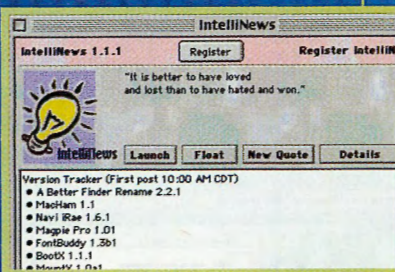 IntelliNews
IntelliNews 1.1.1
Register
Register IntelliN
"It is better to have loved
and lost than to have hated and won."
IntelliNews
Launch
Float
New Quote
Details
Version Tracker (First post 10:00 AM CDT)
• A Better Finder Rename 2.2.1
• MacHam 1.1
• Navi iRae 1.6.1
• Magpie Pro 1.01
• FontBuddy 1.3b1
• BootX 1.1.1
• MountY 1.0a1